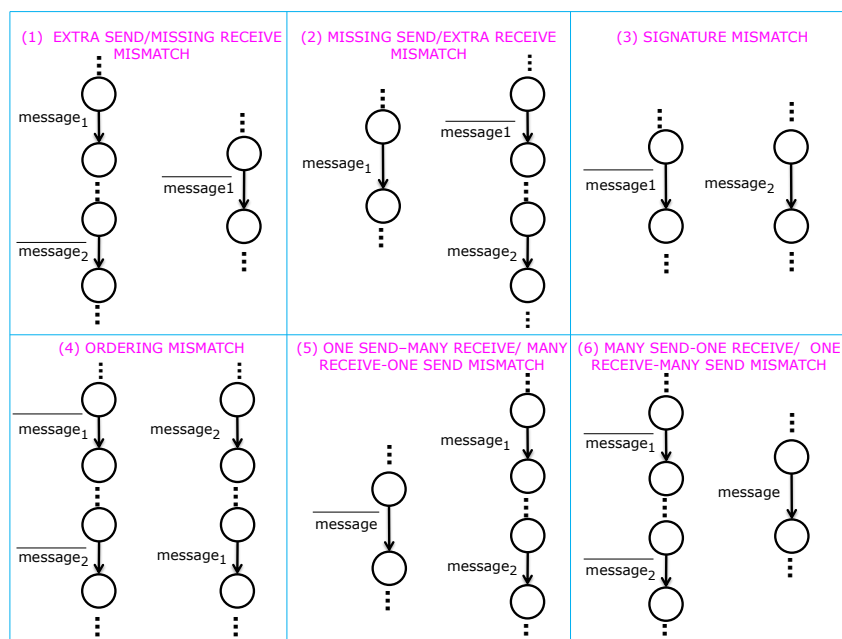 (1) EXTRA SEND/MISSING RECEIVE
MISMATCH
message1
message1
message2
(2) MISSING SEND/EXTRA RECEIVE
MISMATCH
message1
message1
message2
(3) SIGNATURE MISMATCH
message1
message2
(4) ORDERING MISMATCH
message1
message2
message2
message1
(5) ONE SEND–MANY RECEIVE/ MANY
RECEIVE-ONE SEND MISMATCH
message1
message
message2
(6) MANY SEND-ONE RECEIVE/ ONE
RECEIVE-MANY SEND MISMATCH
message1
message
message2